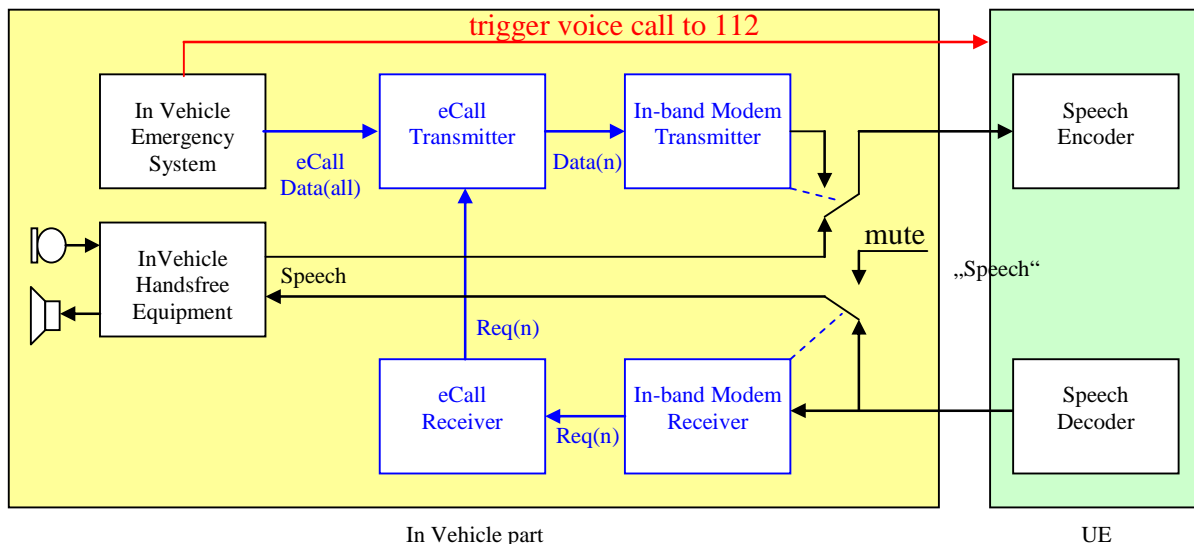 trigger voice call to 112
In Vehicle
Emergency
System
eCall
Data(all)
eCall
Transmitter
Data(n)
In-band Modem
Transmitter
Speech
Encoder
InVehicle
Handsfree
Equipment
Speech
mute
„Speech“
Req(n)
eCall
Receiver
Req(n)
In-band Modem
Receiver
Speech
Decoder
In Vehicle part
UE